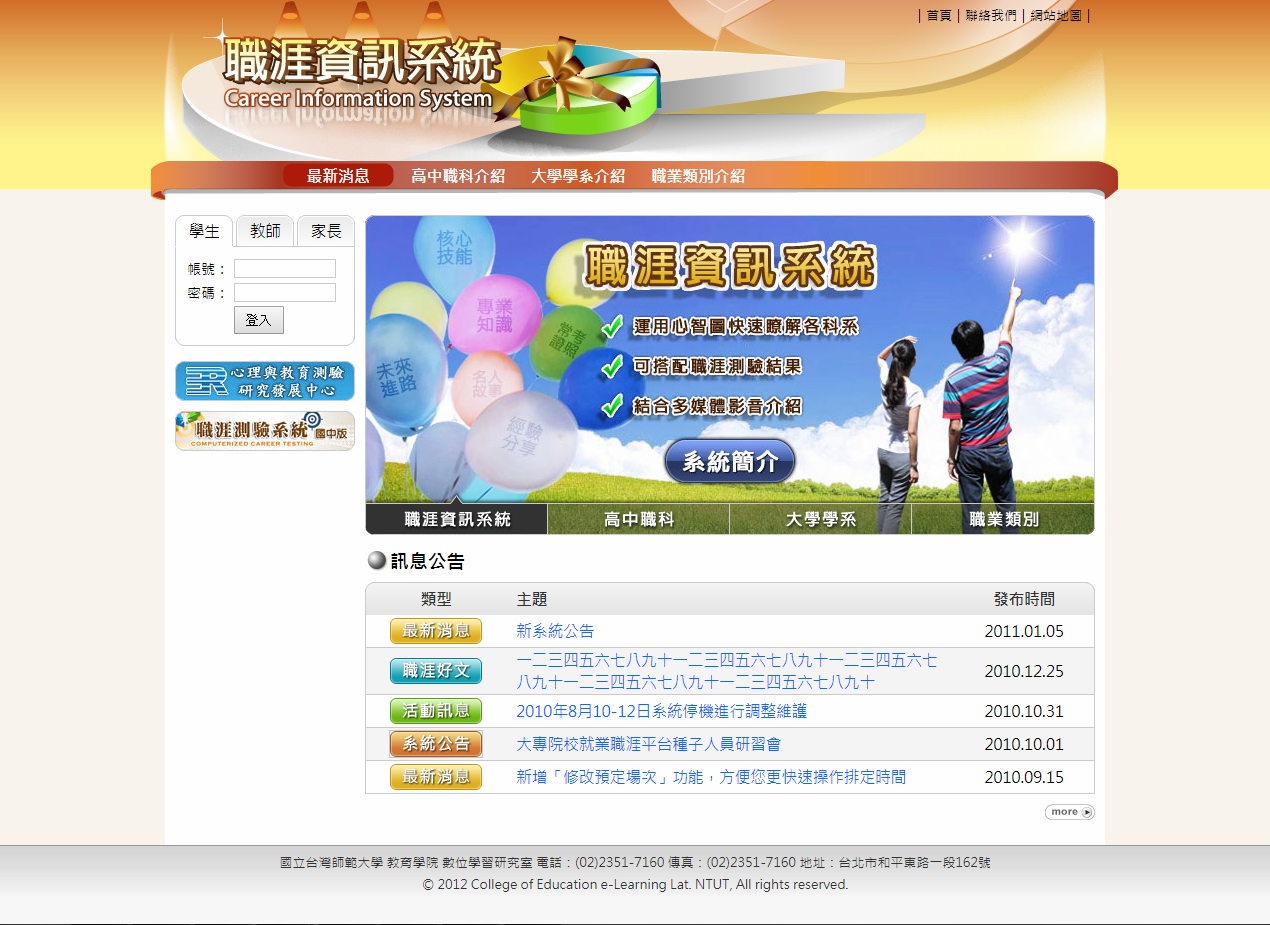 | 首頁 | 聯絡我們 | 網站地圖 |
職涯資訊系統
Career Information System
最新消息 高中職科介紹 大學學系介紹 職業類別介紹
學生 教師 家長
帳號：
密碼：
登入
心理與教育測驗
研究發展中心
職涯測驗系統 國中版
COMPUTERIZED CAREER TESTING
核心
技能
專業
知識
常考
證照
未來
進路
名人
故事
經驗
分享
職涯資訊系統
運用心智圖快速瞭解各科系
可搭配職涯測驗結果
結合多媒體影音介紹
系統簡介
職涯資訊系統 高中職科 大學學系 職業類別
訊息公告
類型 主題 發布時間
最新消息 新系統公告 2011.01.05
職涯好文 一二三四五六七八九十一二三四五六七八九十一二三四五六七
八九十一二三四五六七八九十一二三四五六七八九十 2010.12.25
活動訊息 2010年8月10-12日系統停機進行調整維護 2010.10.31
系統公告 大專院校就業職涯平台種子人員研習會 2010.10.01
最新消息 新增「修改預定場次」功能，方便您更快速操作排定時間 2010.09.15
more
國立台灣師範大學 教育學院 數位學習研究室 電話：(02)2351-7160 傳真：(02)2351-7160 地址：台北市和平東路一段162號
© 2012 College of Education e-Learning Lat. NTUT, All rights reserved.